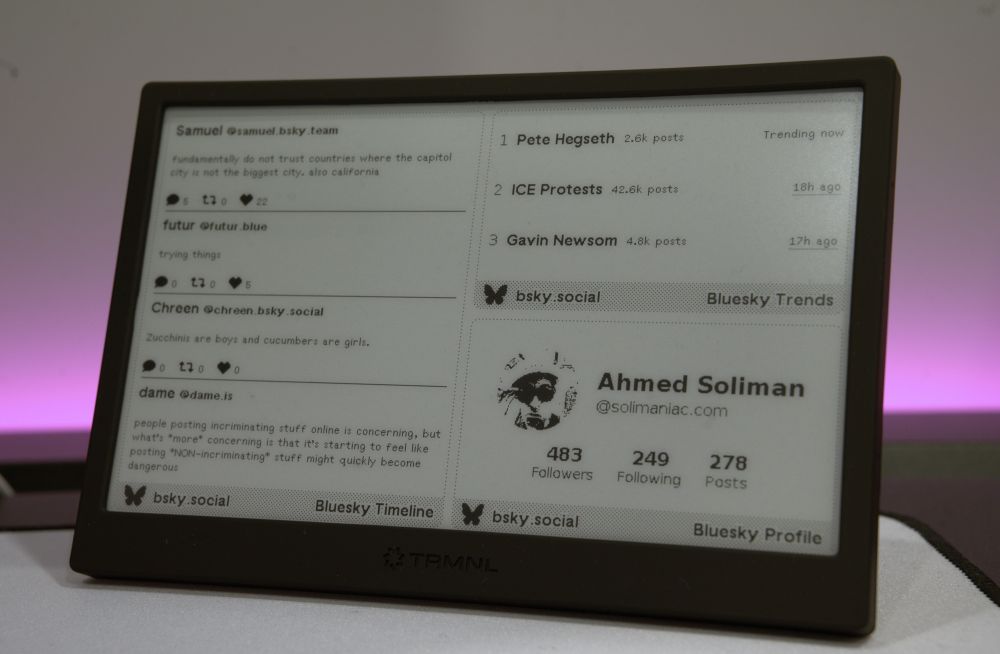 Samuel @samuel.bsky.team
fundamentally do not trust countries where the capitol
city is not the biggest city. also california
5 0 22
futur @futur.blue
trying things
0 0 5
Chreen @chreen.bsky.social
Zucchinis are boys and cucumbers are girls.
0 0 0
dame @dame.is
people posting incriminating stuff online is concerning, but
what's *more* concerning is that it's starting to feel like
posting *NON-incriminating* stuff might quickly become
dangerous
bsky.social Bluesky Timeline
1 Pete Hegseth 2.6k posts Trending now
2 ICE Protests 42.6k posts 18h ago
3 Gavin Newsom 4.8k posts 17h ago
bsky.social Bluesky Trends
Ahmed Soliman
@solimaniac.com
483 249 278
Followers Following Posts
bsky.social Bluesky Profile
TRMNL